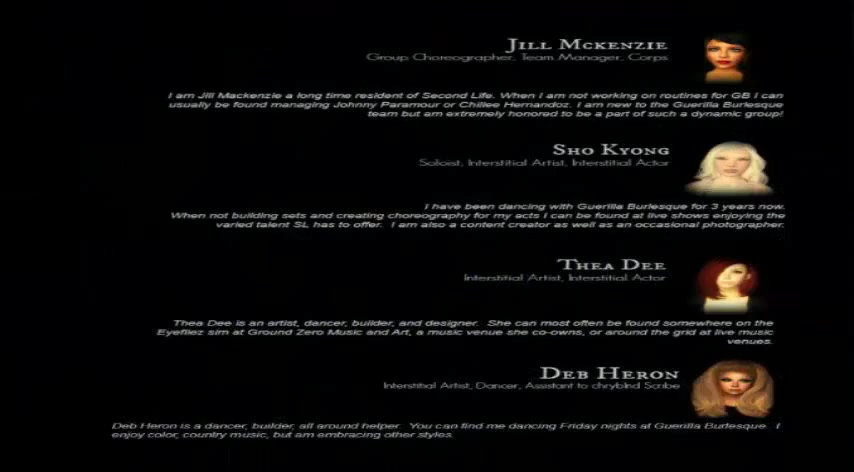 Jill Mckenzie
Group Choreographer, Team Manager, Corps
I am Jill Mackenzie a long time resident of Second Life. When I am not working on routines for GB I can
usually be found managing Johnny Paramour or Chillee Hernandoz. I am new to the Guerilla Burlesque
team but am extremely honored to be a part of such a dynamic group!
Sho Kyong
Soloist, Interstitial Artist, Interstitial Actor
I have been dancing with Guerilla Burlesque for 3 years now.
When not building sets and creating choreography for my acts I can be found at live shows enjoying the
varied talent SL has to offer. I am also a content creator as well as an occasional photographer.
Thea Dee
Interstitial Artist, Interstitial Actor
Thea Dee is an artist, dancer, builder, and designer. She can most often be found somewhere on the
Eyefilez sim at Ground Zero Music and Art, a music venue she co-owns, or around the grid at live music
venues.
Deb Heron
Interstitial Artist, Dancer, Assistant to chryblnd Scribe
Deb Heron is a dancer, builder, all around helper. You can find me dancing Friday nights at Guerilla Burlesque. I
enjoy color, country music, but am embracing other styles.